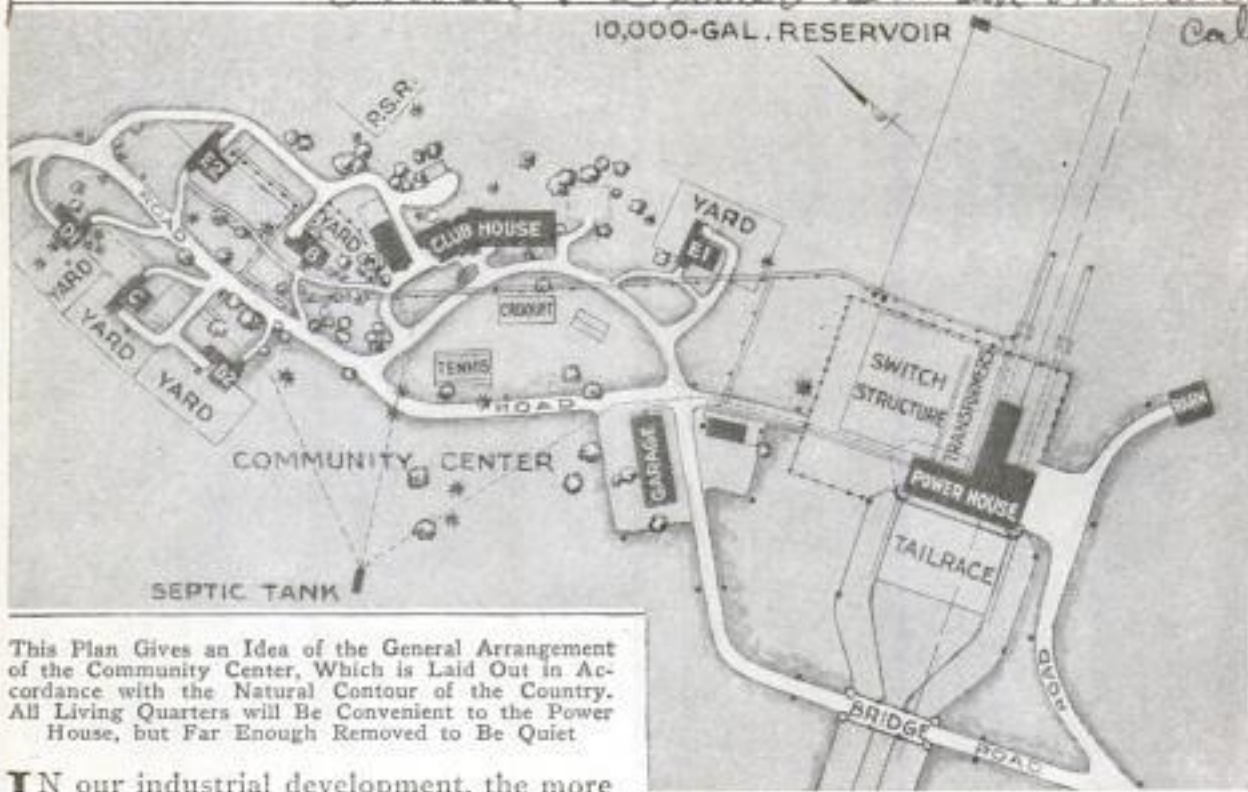 10,000-GAL. RESERVOIR
P.S.R.
YARD
CLUB HOUSE
YARD
E1
B
D1
YARD
C
YARD
B2
YARD
ROAD
CROQUET
TENNIS
ROAD
COMMUNITY CENTER
GARAGE
SWITCH
STRUCTURE
TRANSFORMERS
BARN
POWER HOUSE
TAILRACE
SEPTIC TANK
ROAD
BRIDGE
ROAD
This Plan Gives an Idea of the General Arrangement
of the Community Center, Which is Laid Out in Ac-
cordance with the Natural Contour of the Country.
All Living Quarters will Be Convenient to the Power
House, but Far Enough Removed to Be Quiet
IN our industrial development, the more